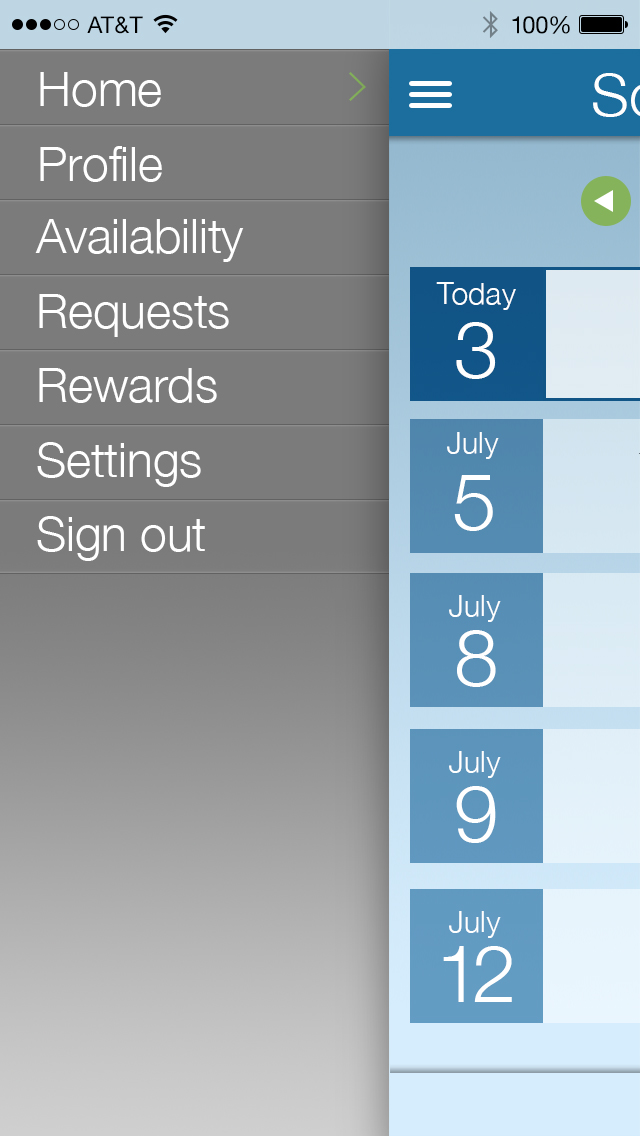 AT&T 100%
Home
Profile
Availability
Requests
Rewards
Settings
Sign out
Today
3
July
5
July
8
July
9
July
12